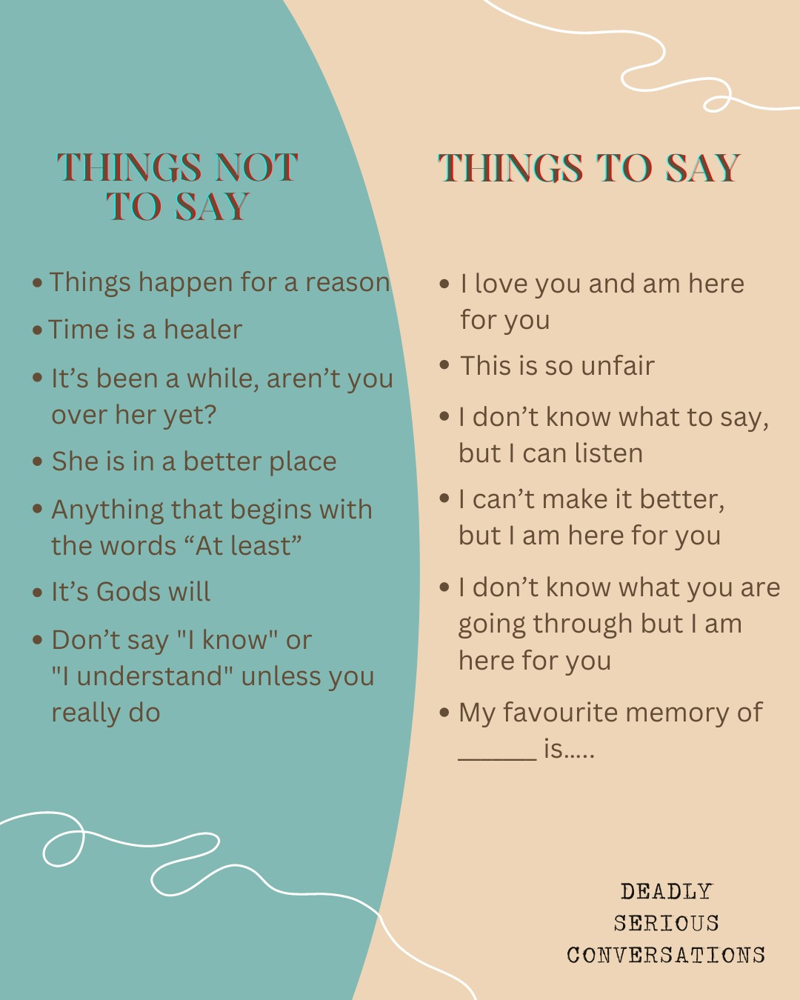 THINGS NOT
TO SAY
• Things happen for a reason
• Time is a healer
• It’s been a while, aren’t you
over her yet?
• She is in a better place
• Anything that begins with
the words “At least”
• It’s Gods will
• Don’t say "I know" or
"I understand" unless you
really do
THINGS TO SAY
• I love you and am here
for you
• This is so unfair
• I don’t know what to say,
but I can listen
• I can’t make it better,
but I am here for you
• I don’t know what you are
going through but I am
here for you
• My favourite memory of
_______ is.....
DEADLY
SERIOUS
CONVERSATIONS